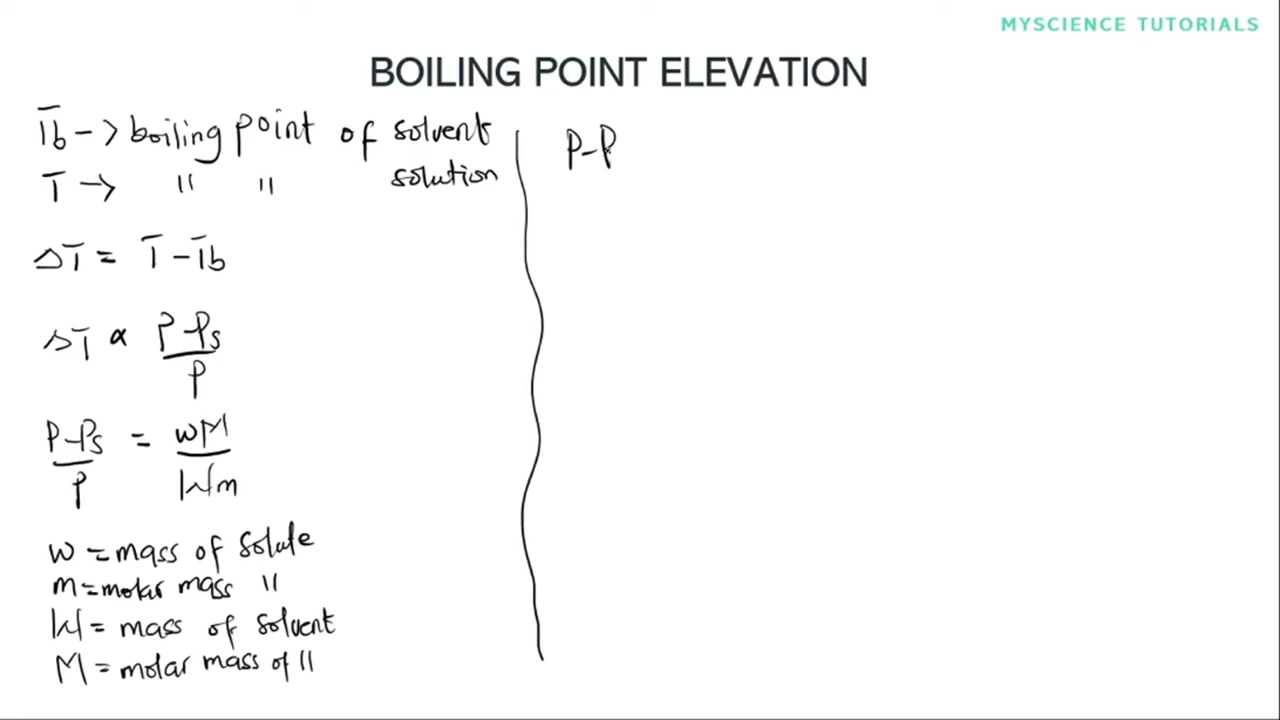 MYSCIENCE TUTORIALS
BOILING POINT ELEVATION
Tb -> boiling point of solvent
T -> " " solution
ΔT = T - Tb
ΔT ∝ P-Ps
P
P-Ps = wM
P Wm
w = mass of solute
m = molar mass "
W = mass of solvent
M = molar mass of "
P-P